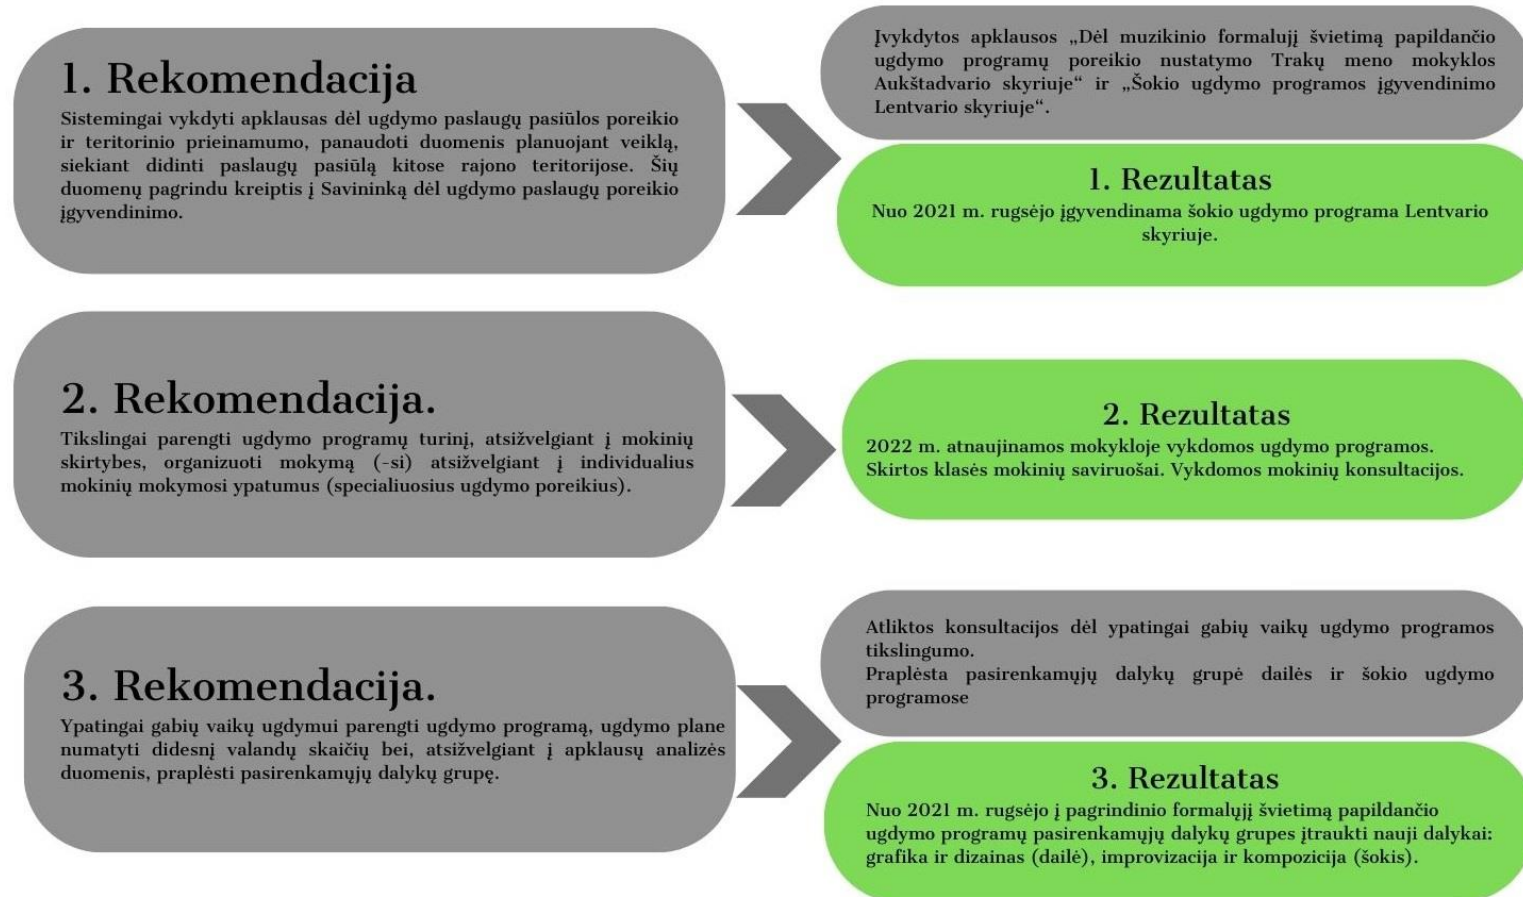 1. Rekomendacija
Sistemingai vykdyti apklausas dėl ugdymo paslaugų pasiūlos poreikio
ir teritorinio prieinamumo, panaudoti duomenis planuojant veiklą,
siekiant didinti paslaugų pasiūlą kitose rajono teritorijose. Šių
duomenų pagrindu kreiptis į Savininką dėl ugdymo paslaugų poreikio
įgyvendinimo.
Įvykdytos apklausos „Dėl muzikinio formalujį švietimą papildančio
ugdymo programų poreikio nustatymo Trakų meno mokyklos
Aukštadvario skyriuje“ ir „Šokio ugdymo programos įgyvendinimo
Lentvario skyriuje“.
1. Rezultatas
Nuo 2021 m. rugsėjo įgyvendinama šokio ugdymo programa Lentvario
skyriuje.
2. Rekomendacija.
Tikslingai parengti ugdymo programų turinį, atsižvelgiant į mokinių
skirtybes, organizuoti mokymą (-si) atsižvelgiant į individualius
mokinių mokymosi ypatumus (specialiuosius ugdymo poreikius).
2. Rezultatas
2022 m. atnaujinamos mokykloje vykdomos ugdymo programos.
Skirtos klasės mokinių saviruošai. Vykdomos mokinių konsultacijos.
3. Rekomendacija.
Ypatingai gabių vaikų ugdymui parengti ugdymo programą, ugdymo plane
numatyti didesnį valandų skaičių bei, atsižvelgiant į apklausų analizės
duomenis, praplėsti pasirenkamųjų dalykų grupę.
Atliktos konsultacijos dėl ypatingai gabių vaikų ugdymo programos
tikslingumo.
Praplėsta pasirenkamųjų dalykų grupė dailės ir šokio ugdymo
programose
3. Rezultatas
Nuo 2021 m. rugsėjo į pagrindinio formalųjį švietimą papildančio
ugdymo programų pasirenkamųjų dalykų grupes įtraukti nauji dalykai:
grafika ir dizainas (dailė), improvizacija ir kompozicija (šokis).